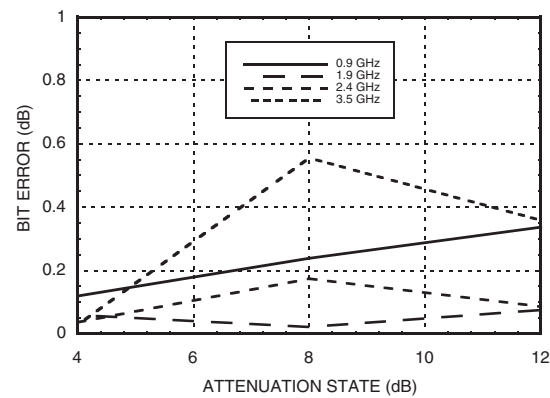 1
0.8
0.6
0.4
0.2
0
BIT ERROR (dB)
0.9 GHz
1.9 GHz
2.4 GHz
3.5 GHz
4 6 8 10 12
ATTENUATION STATE (dB)